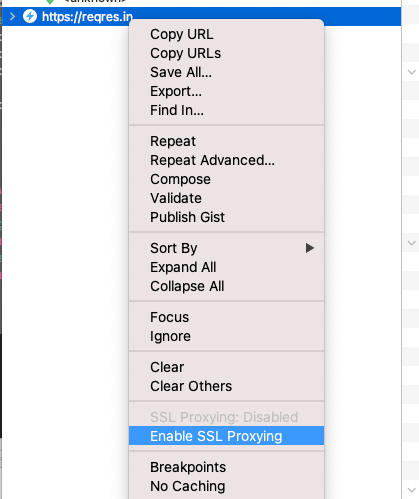 <unknown>
https://reqres.in
Copy URL
Copy URLs
Save All...
Export...
Find In...
Repeat
Repeat Advanced...
Compose
Validate
Publish Gist
Sort By
Expand All
Collapse All
Focus
Ignore
Clear
Clear Others
SSL Proxying: Disabled
Enable SSL Proxying
Breakpoints
No Caching